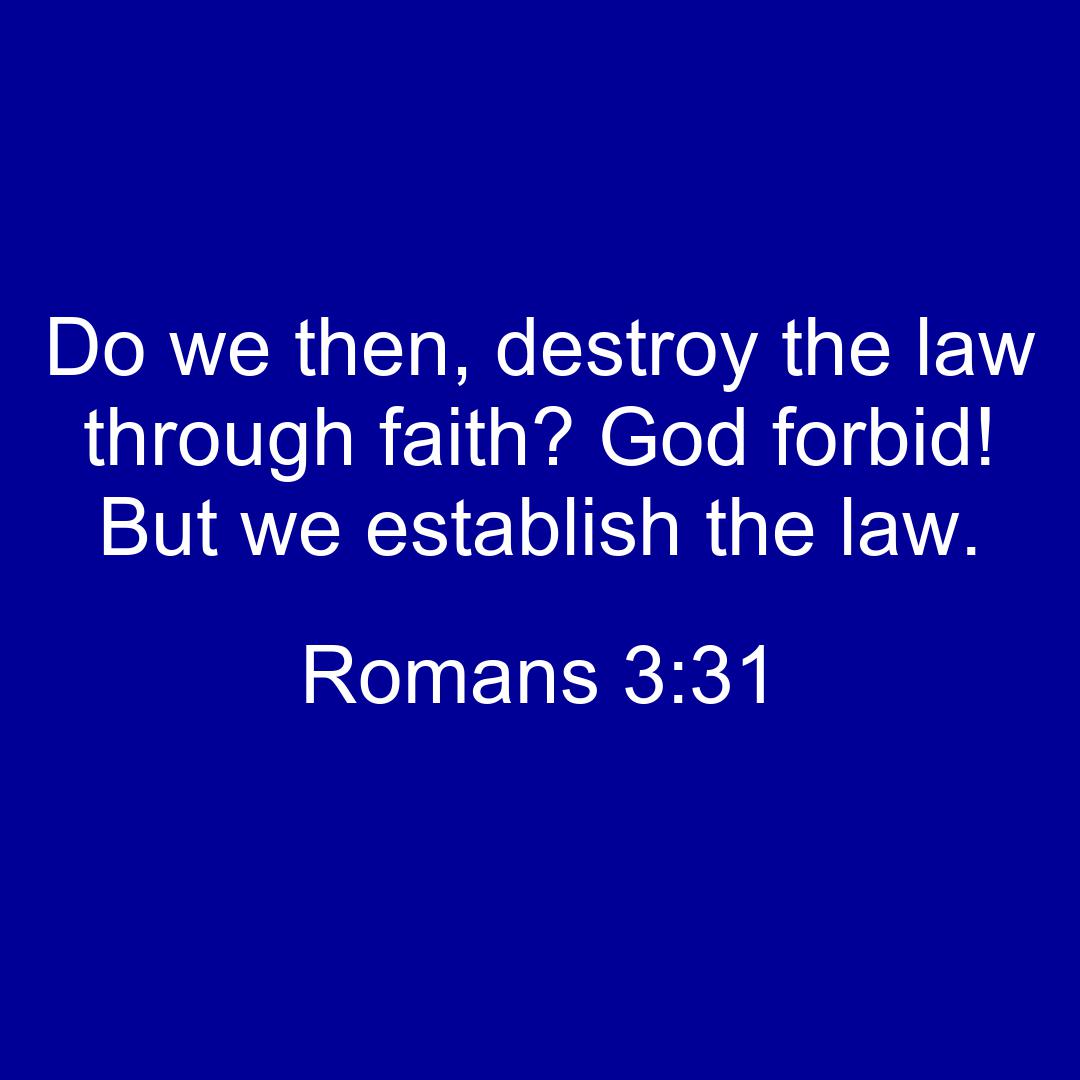 Do we then, destroy the law
through faith? God forbid!
But we establish the law.
Romans 3:31